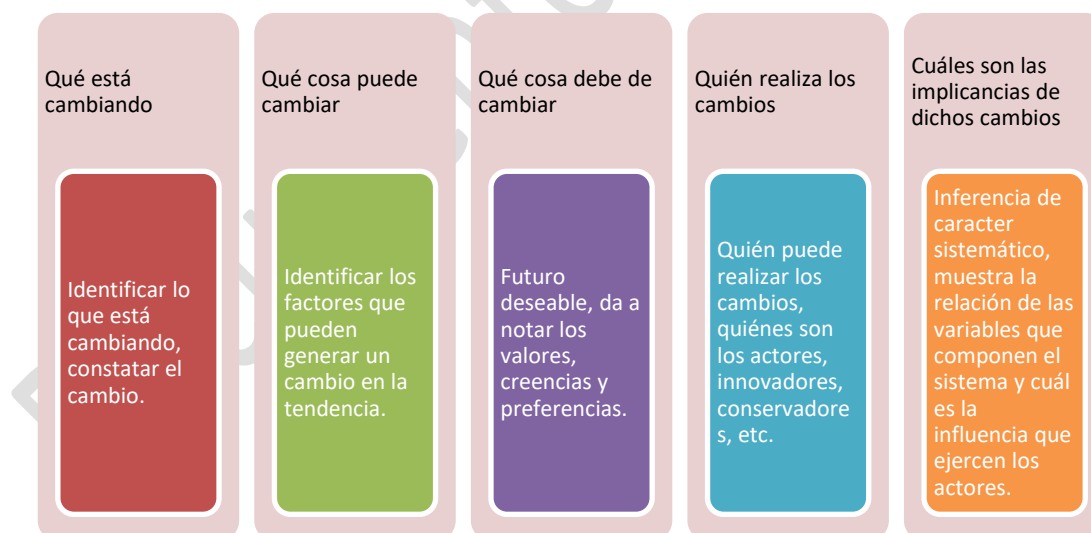 Qué está
cambiando
Identificar lo
que está
cambiando,
constatar el
cambio.
Qué cosa puede
cambiar
Identificar los
factores que
pueden
generar un
cambio en la
tendencia.
Qué cosa debe de
cambiar
Futuro
deseable, da a
notar los
valores,
creencias y
preferencias.
Quién realiza los
cambios
Quién puede
realizar los
cambios,
quiénes son
los actores,
innovadores,
conservadore
s, etc.
Cuáles son las
implicancias de
dichos cambios
Inferencia de
caracter
sistemático,
muestra la
relación de las
variables que
componen el
sistema y cuál
es la
influencia que
ejercen los
actores.